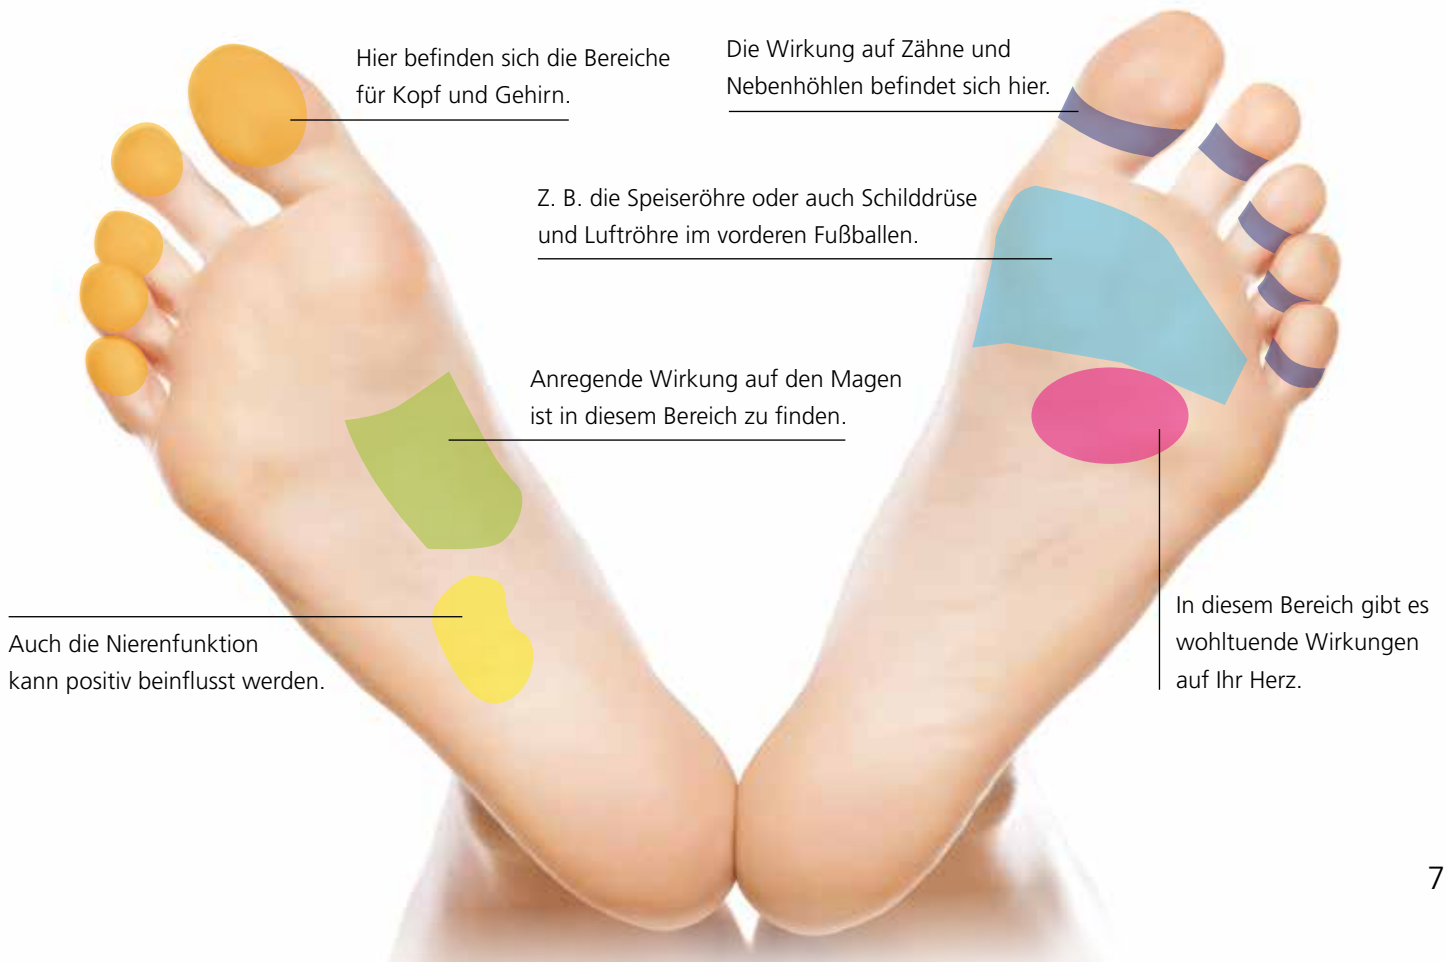 Hier befinden sich die Bereiche
für Kopf und Gehirn.
Die Wirkung auf Zähne und
Nebenhöhlen befindet sich hier.
Z. B. die Speiseröhre oder auch Schilddrüse
und Luftröhre im vorderen Fußballen.
Anregende Wirkung auf den Magen
ist in diesem Bereich zu finden.
Auch die Nierenfunktion
kann positiv beinflusst werden.
In diesem Bereich gibt es
wohltuende Wirkungen
auf Ihr Herz.
7